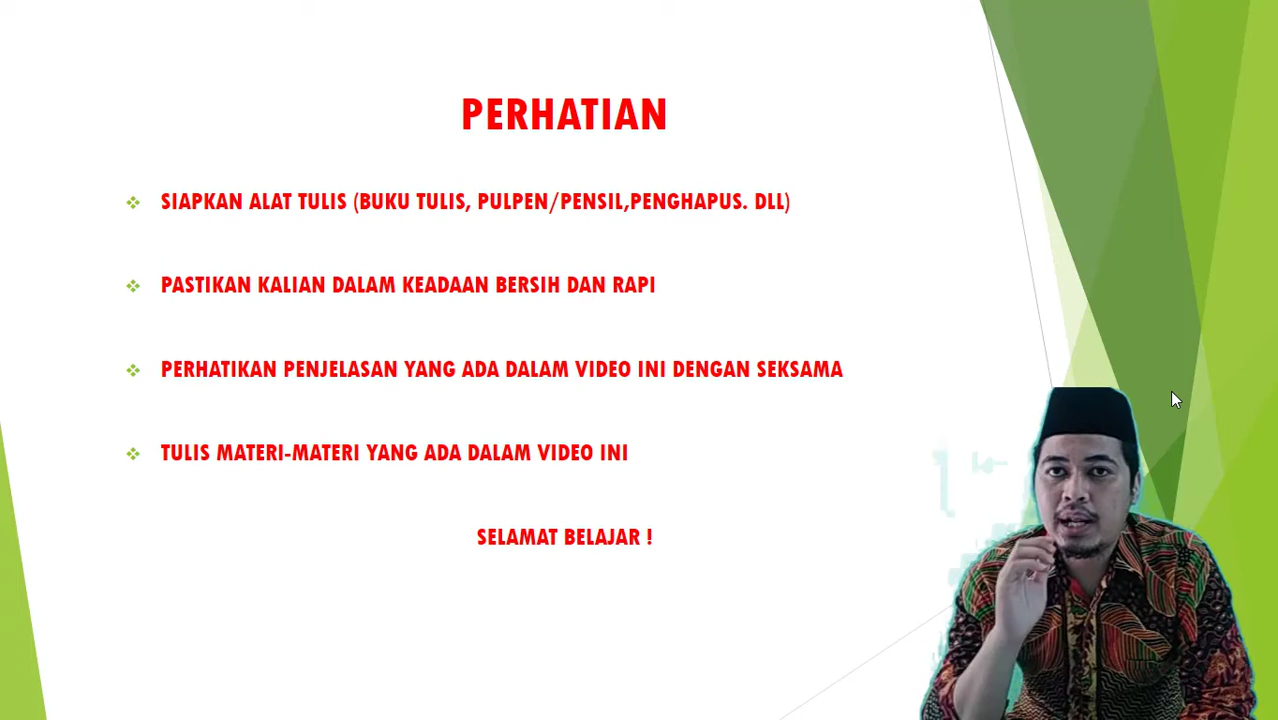 PERHATIAN
SIAPKAN ALAT TULIS (BUKU TULIS, PULPEN/PENSIL,PENGHAPUS. DLL)
PASTIKAN KALIAN DALAM KEADAAN BERSIH DAN RAPI
PERHATIKAN PENJELASAN YANG ADA DALAM VIDEO INI DENGAN SEKSAMA
TULIS MATERI-MATERI YANG ADA DALAM VIDEO INI
SELAMAT BELAJAR !